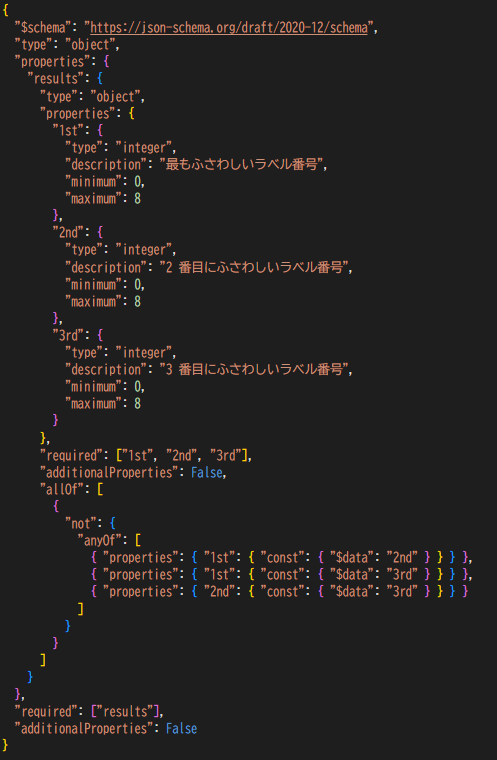 {
  "$schema": "https://json-schema.org/draft/2020-12/schema",
  "type": "object",
  "properties": {
    "results": {
      "type": "object",
      "properties": {
        "1st": {
          "type": "integer",
          "description": "最もふさわしいラベル番号",
          "minimum": 0,
          "maximum": 8
        },
        "2nd": {
          "type": "integer",
          "description": "2 番目にふさわしいラベル番号",
          "minimum": 0,
          "maximum": 8
        },
        "3rd": {
          "type": "integer",
          "description": "3 番目にふさわしいラベル番号",
          "minimum": 0,
          "maximum": 8
        }
      },
      "required": ["1st", "2nd", "3rd"],
      "additionalProperties": False,
      "allOf": [
        {
          "not": {
            "anyOf": [
              { "properties": { "1st": { "const": { "$data": "2nd" } } } },
              { "properties": { "1st": { "const": { "$data": "3rd" } } } },
              { "properties": { "2nd": { "const": { "$data": "3rd" } } } }
            ]
          }
        }
      ]
    }
  },
  "required": ["results"],
  "additionalProperties": False
}